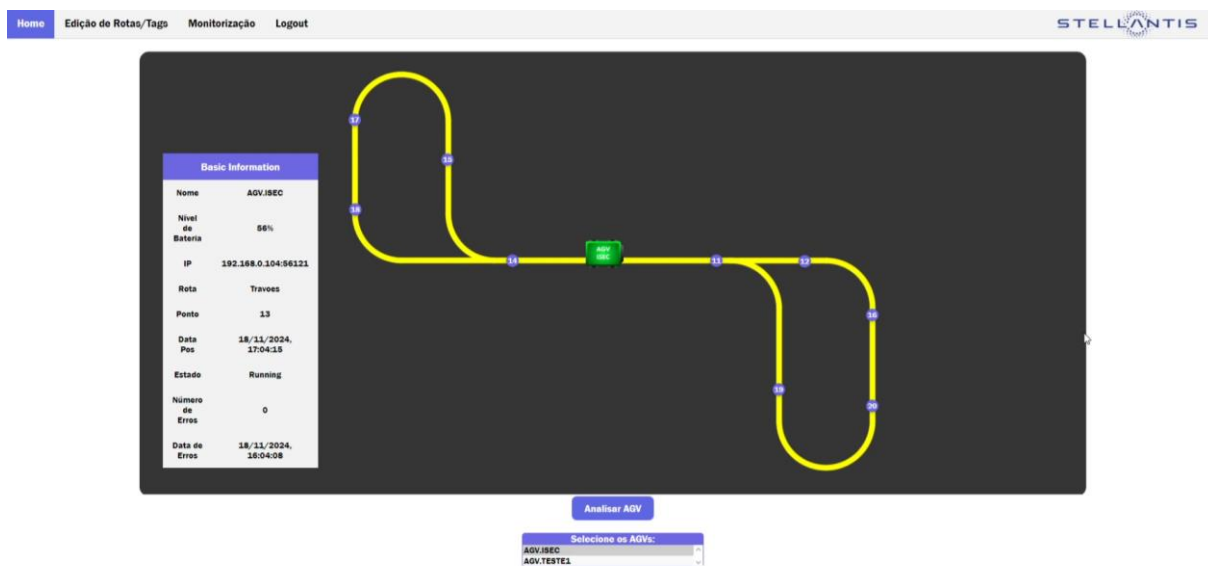 Home Edição de Rotas/Tags Monitorização Logout
STELLANTIS
17
15
18
14
AGV
ISEC
11
12
16
19
20
Basic Information
Nome AGV.ISEC
Nível
de
Bateria
56%
IP 192.168.0.104:56121
Rota Travoes
Ponto 13
Data
Pos
18/11/2024,
17:04:15
Estado Running
Número
de
Erros
0
Data de
Erros
18/11/2024,
16:04:08
Analisar AGV
Selecione os AGVs:
AGV.ISEC
AGV.TESTE1